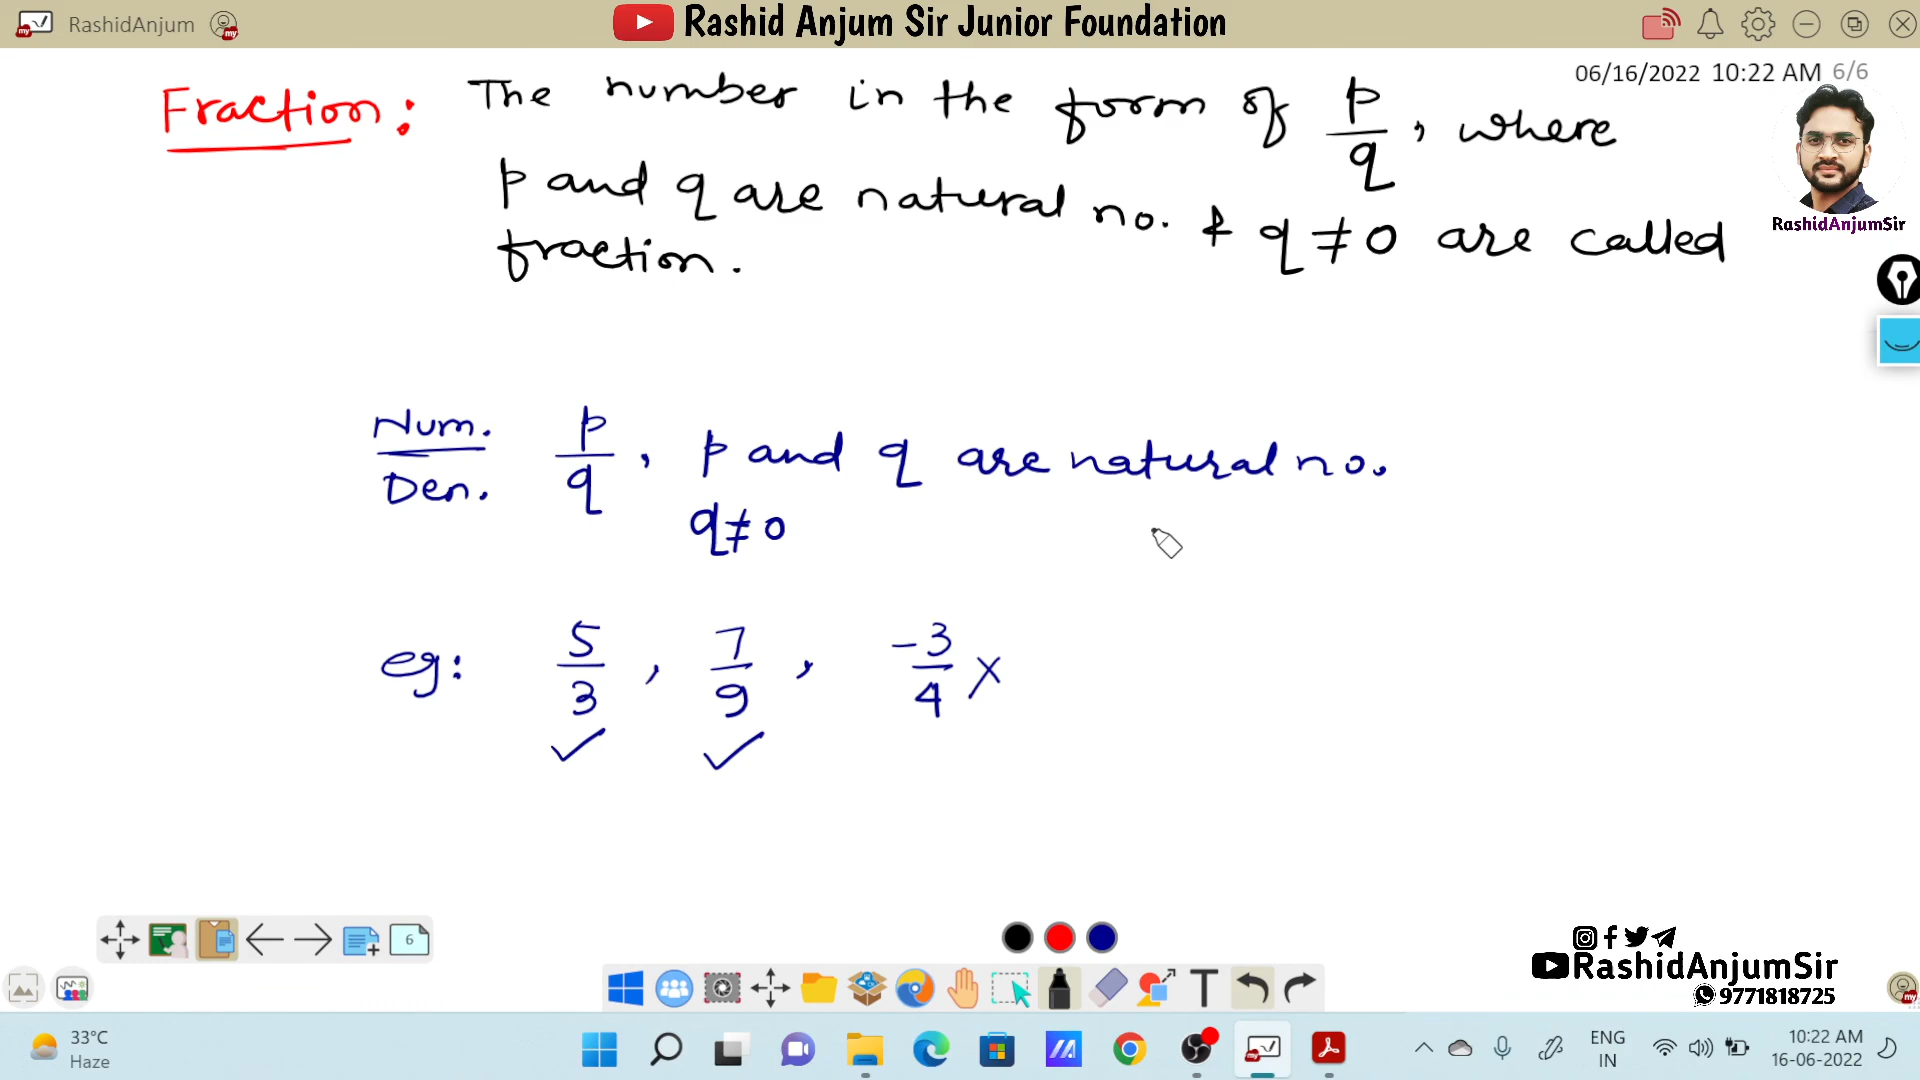 RashidAnjum
Rashid Anjum Sir Junior Foundation
06/16/2022 10:22 AM 6/6
Fraction: The number in the form of p/q, where
p and q are natural no. & q≠0 are called
fraction.
RashidAnjumSir
Num./Den. p/q, p and q are natural no.
q≠0
eg: 5/3, 7/9, -3/4 ×
✓ ✓
6
RashidAnjumSir
9771818725
33°C
Haze
ENG
IN
10:22 AM
16-06-2022